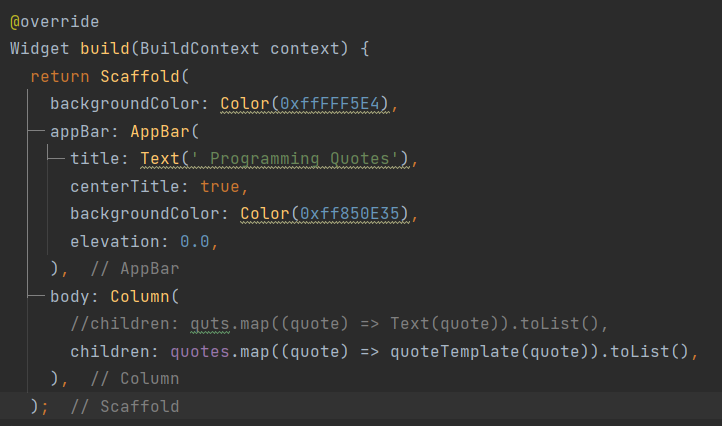 @override
Widget build(BuildContext context) {
return Scaffold(
backgroundColor: Color(0xffFFF5E4),
appBar: AppBar(
title: Text(' Programming Quotes'),
centerTitle: true,
backgroundColor: Color(0xff850E35),
elevation: 0.0,
), // AppBar
body: Column(
//children: quts.map((quote) => Text(quote)).toList(),
children: quotes.map((quote) => quoteTemplate(quote)).toList(),
), // Column
); // Scaffold